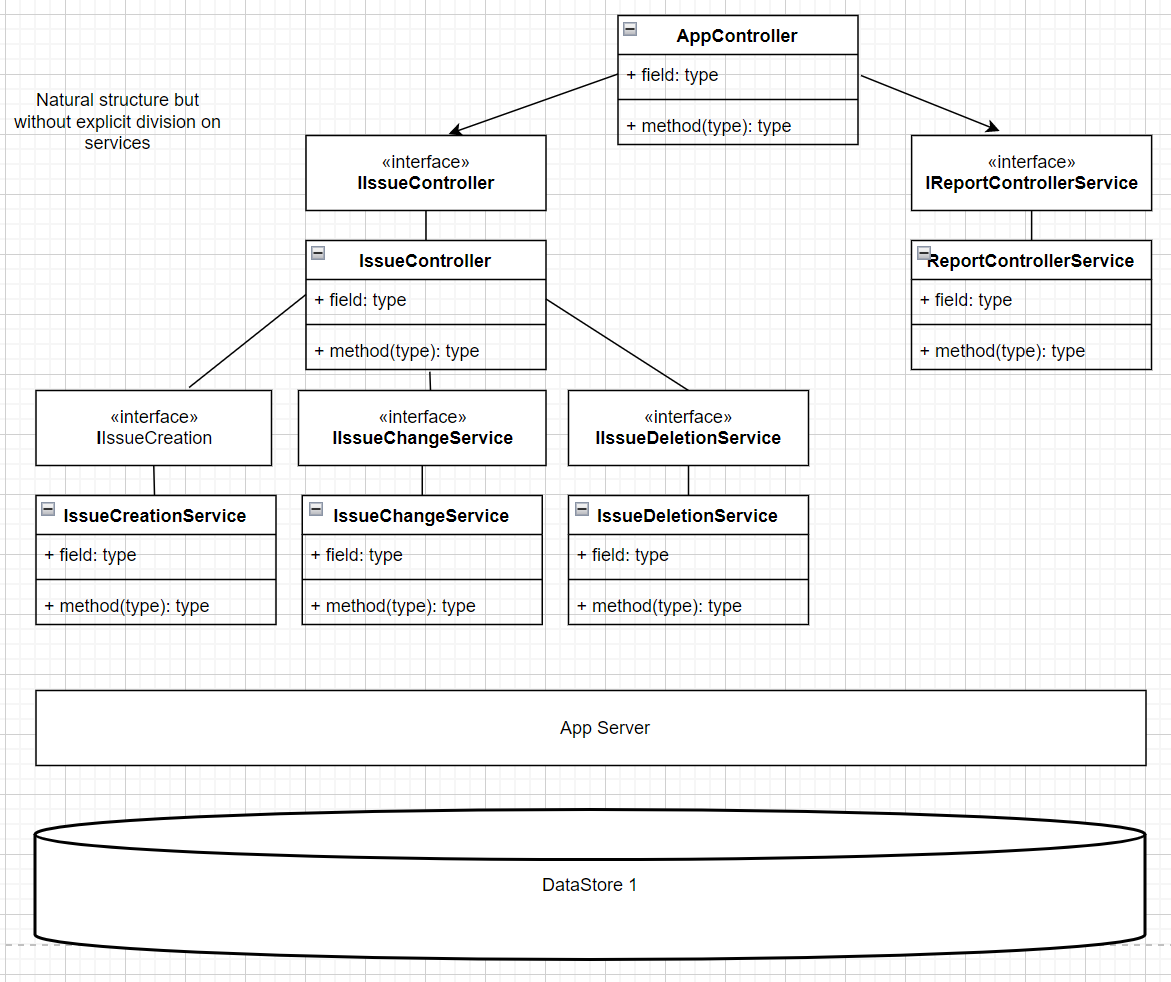 AppController
+ field: type
+ method(type): type
Natural structure but
without explicit division on
services
«interface»
IIssueController
«interface»
IReportControllerService
IssueController
+ field: type
+ method(type): type
ReportControllerService
+ field: type
+ method(type): type
«interface»
IIssueCreation
«interface»
IIssueChangeService
«interface»
IIssueDeletionService
IssueCreationService
+ field: type
+ method(type): type
IssueChangeService
+ field: type
+ method(type): type
IssueDeletionService
+ field: type
+ method(type): type
App Server
DataStore 1